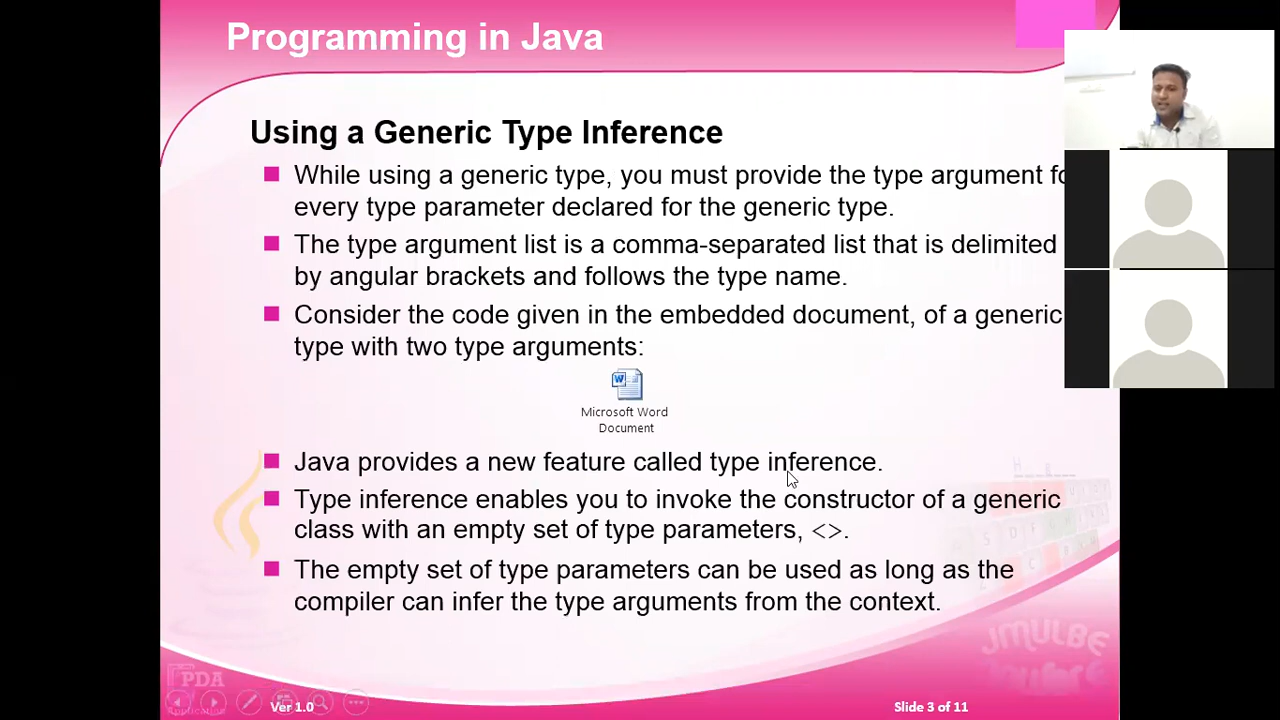 Programming in Java
Using a Generic Type Inference
While using a generic type, you must provide the type argument fo
every type parameter declared for the generic type.
The type argument list is a comma-separated list that is delimited
by angular brackets and follows the type name.
Consider the code given in the embedded document, of a generic
type with two type arguments:
Microsoft Word
Document
Java provides a new feature called type inference.
Type inference enables you to invoke the constructor of a generic
class with an empty set of type parameters, <>.
The empty set of type parameters can be used as long as the
compiler can infer the type arguments from the context.
JMULBE
PDA
Application
Ver 1.0
Slide 3 of 11